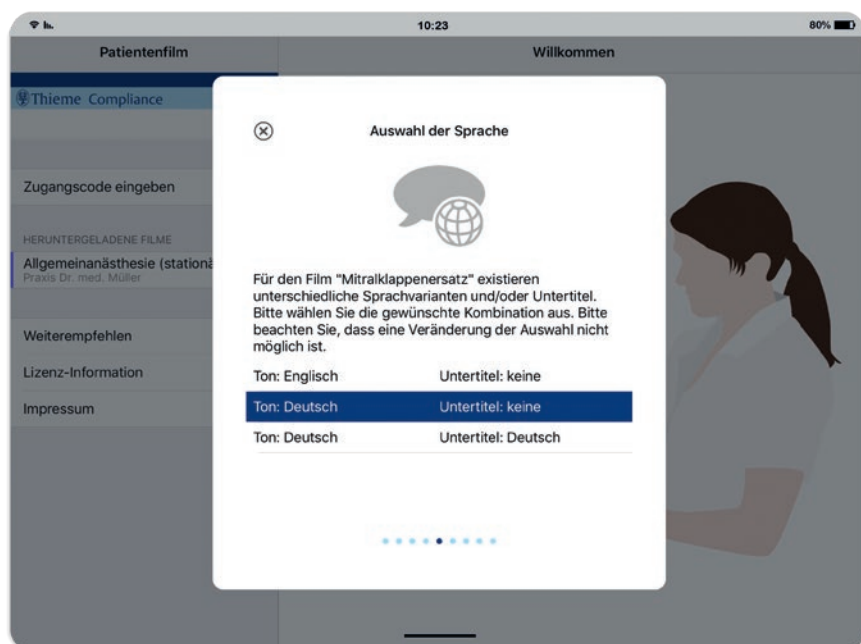 10:23
80%
Patientenfilm
Willkommen
Thieme Compliance
Zugangscode eingeben
HERUNTERGELADENE FILME
Allgemeinanästhesie (stationä
Praxis Dr. med. Müller
Weiterempfehlen
Lizenz-Information
Impressum
Auswahl der Sprache
Für den Film "Mitralklappenersatz" existieren
unterschiedliche Sprachvarianten und/oder Untertitel.
Bitte wählen Sie die gewünschte Kombination aus. Bitte
beachten Sie, dass eine Veränderung der Auswahl nicht
möglich ist.
Ton: Englisch Untertitel: keine
Ton: Deutsch Untertitel: keine
Ton: Deutsch Untertitel: Deutsch